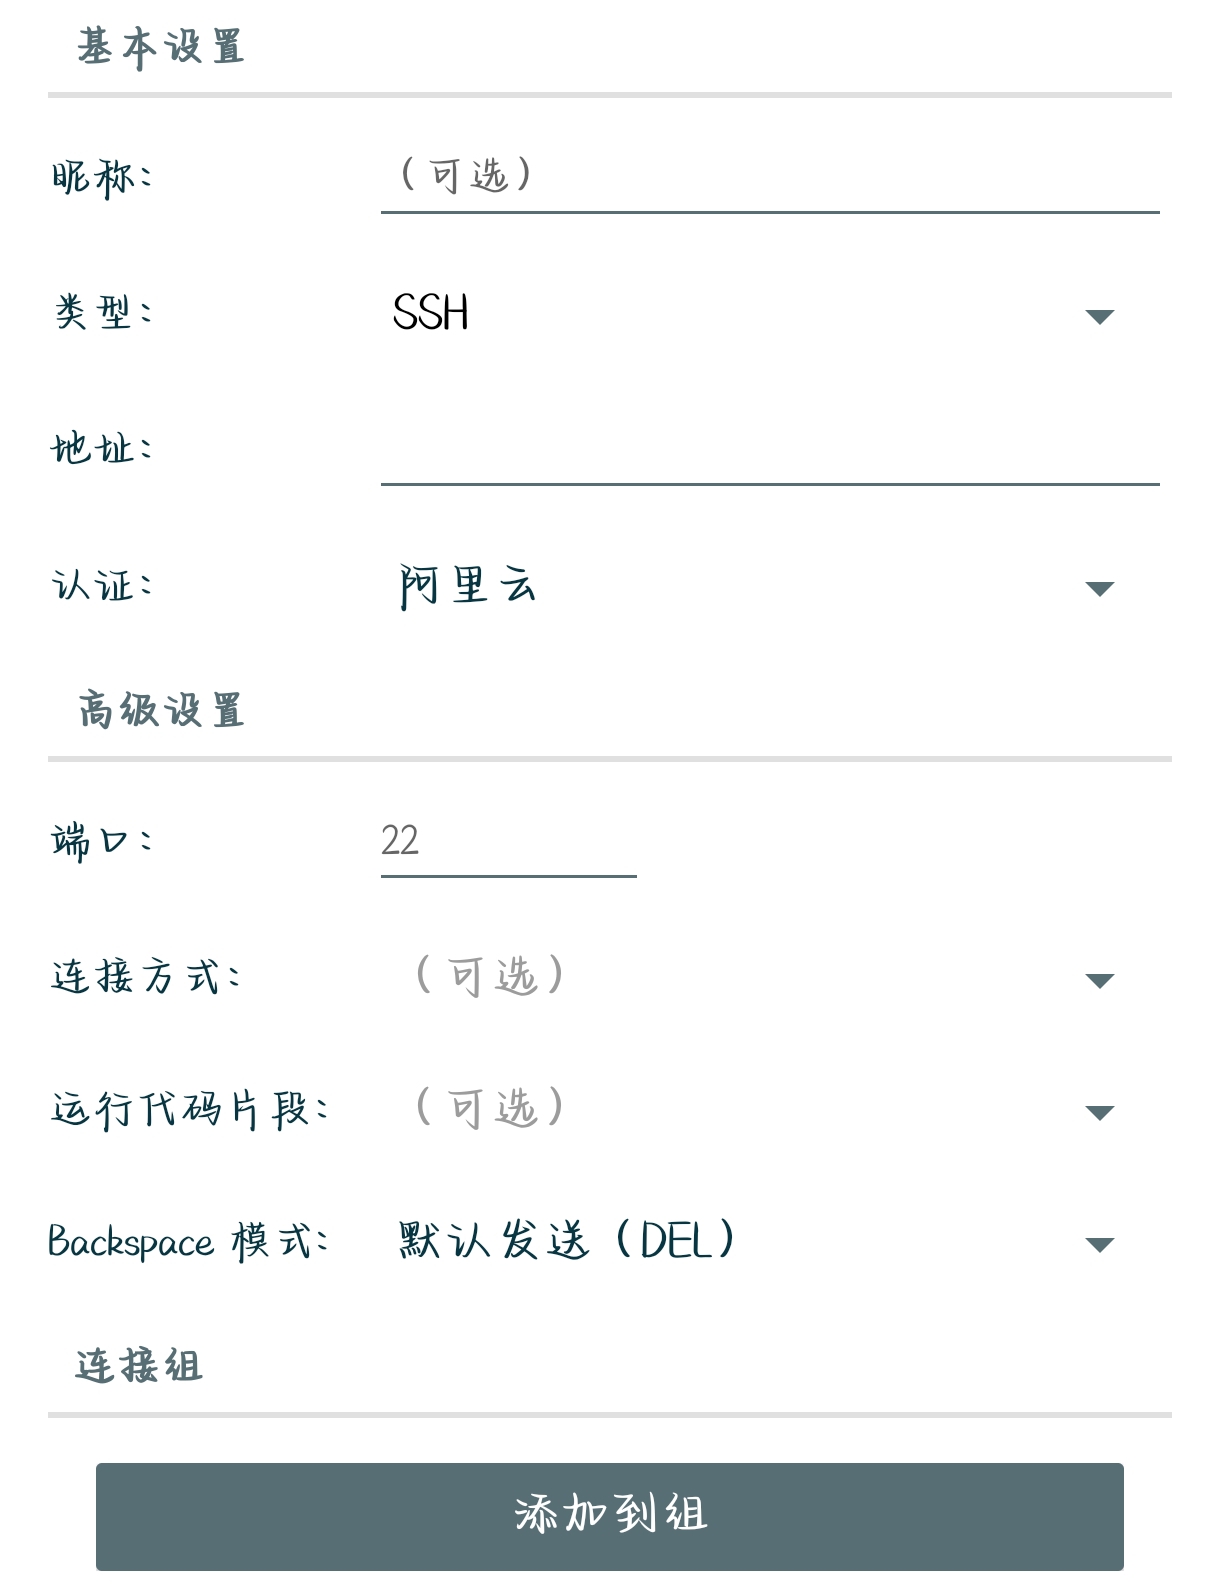 基本设置
昵称: (可选)
类型: SSH
地址:
认证: 阿里云
高级设置
端口: 22
连接方式: (可选)
运行代码片段: (可选)
Backspace 模式: 默认发送(DEL)
连接组
添加到组